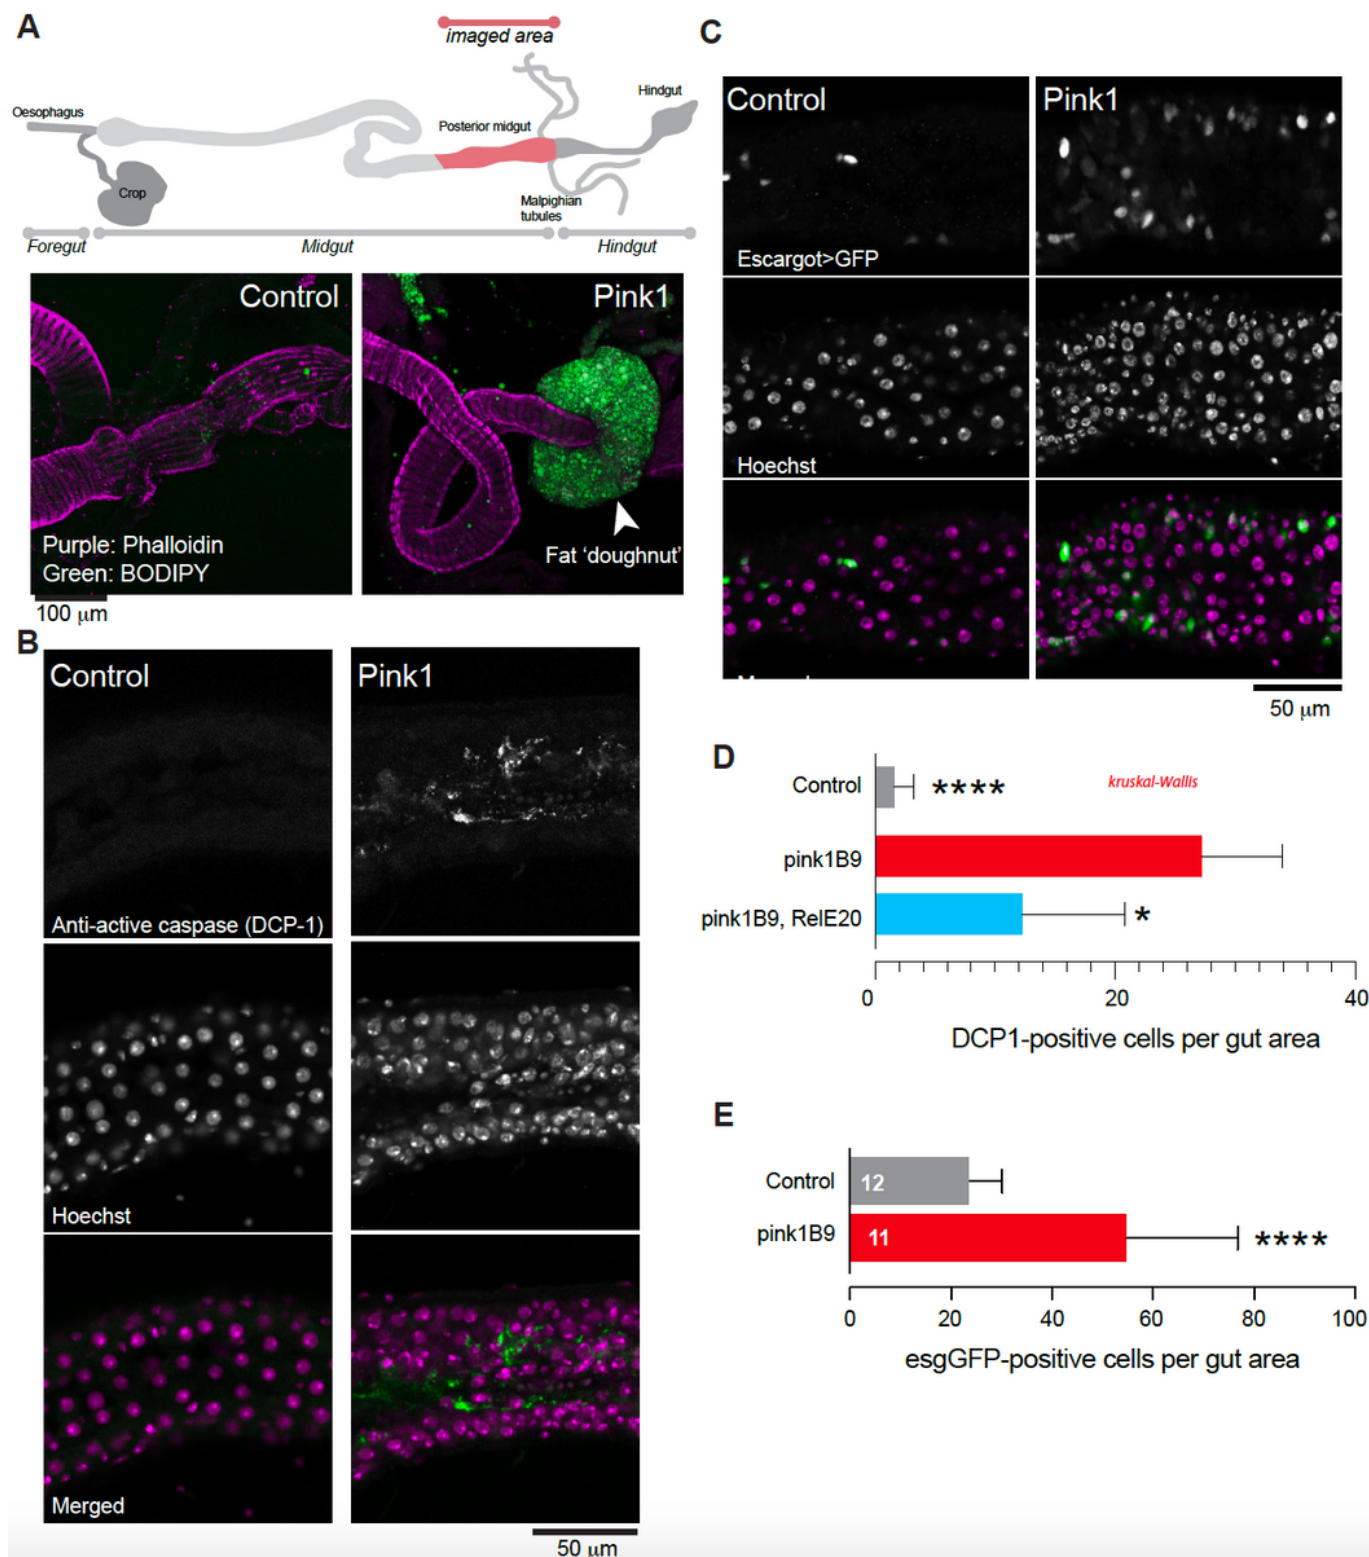 A
imaged area
Oesophagus
Hindgut
Posterior midgut
Crop
Malpighian
tubules
Foregut
Midgut
Hindgut
Control
Pink1
Purple: Phalloidin
Green: BODIPY
Fat ‘doughnut’
100 μm
B
Control
Pink1
Anti-active caspase (DCP-1)
Hoechst
Merged
50 μm
C
Control
Pink1
Escargot>GFP
Hoechst
50 μm
D
kruskal-Wallis
Control
****
pink1B9
pink1B9, RelE20
*
0
20
40
DCP1-positive cells per gut area
E
Control
12
pink1B9
11
****
0
20
40
60
80
100
esgGFP-positive cells per gut area